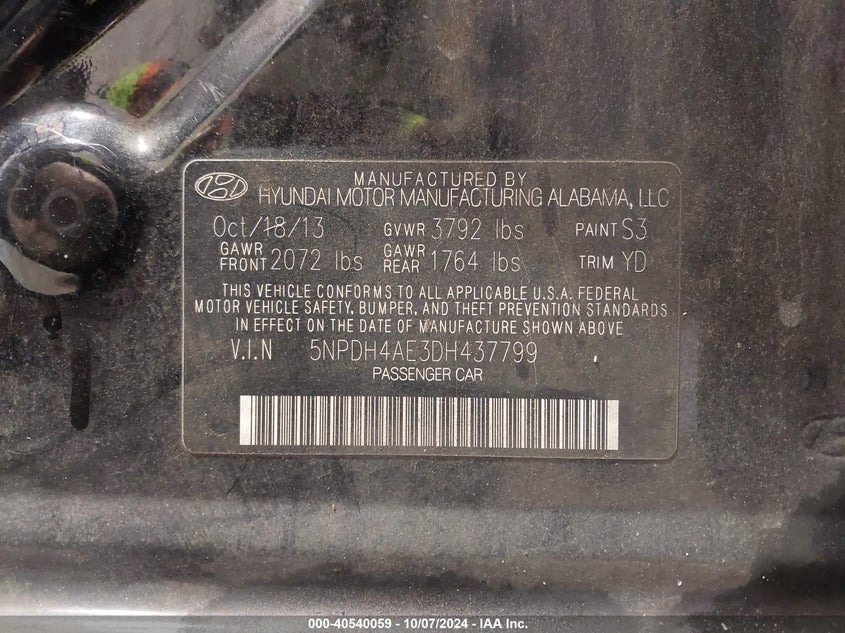 MANUFACTURED BY
HYUNDAI MOTOR MANUFACTURING ALABAMA, LLC
Oct/18/13 GVWR 3792 lbs PAINT S3
GAWR FRONT 2072 lbs GAWR REAR 1764 lbs TRIM YD
THIS VEHICLE CONFORMS TO ALL APPLICABLE U.S.A. FEDERAL
MOTOR VEHICLE SAFETY, BUMPER, AND THEFT PREVENTION STANDARDS
IN EFFECT ON THE DATE OF MANUFACTURE SHOWN ABOVE
V.I.N 5NPDH4AE3DH437799
PASSENGER CAR
000-40540059 - 10/07/2024 - IAA Inc.